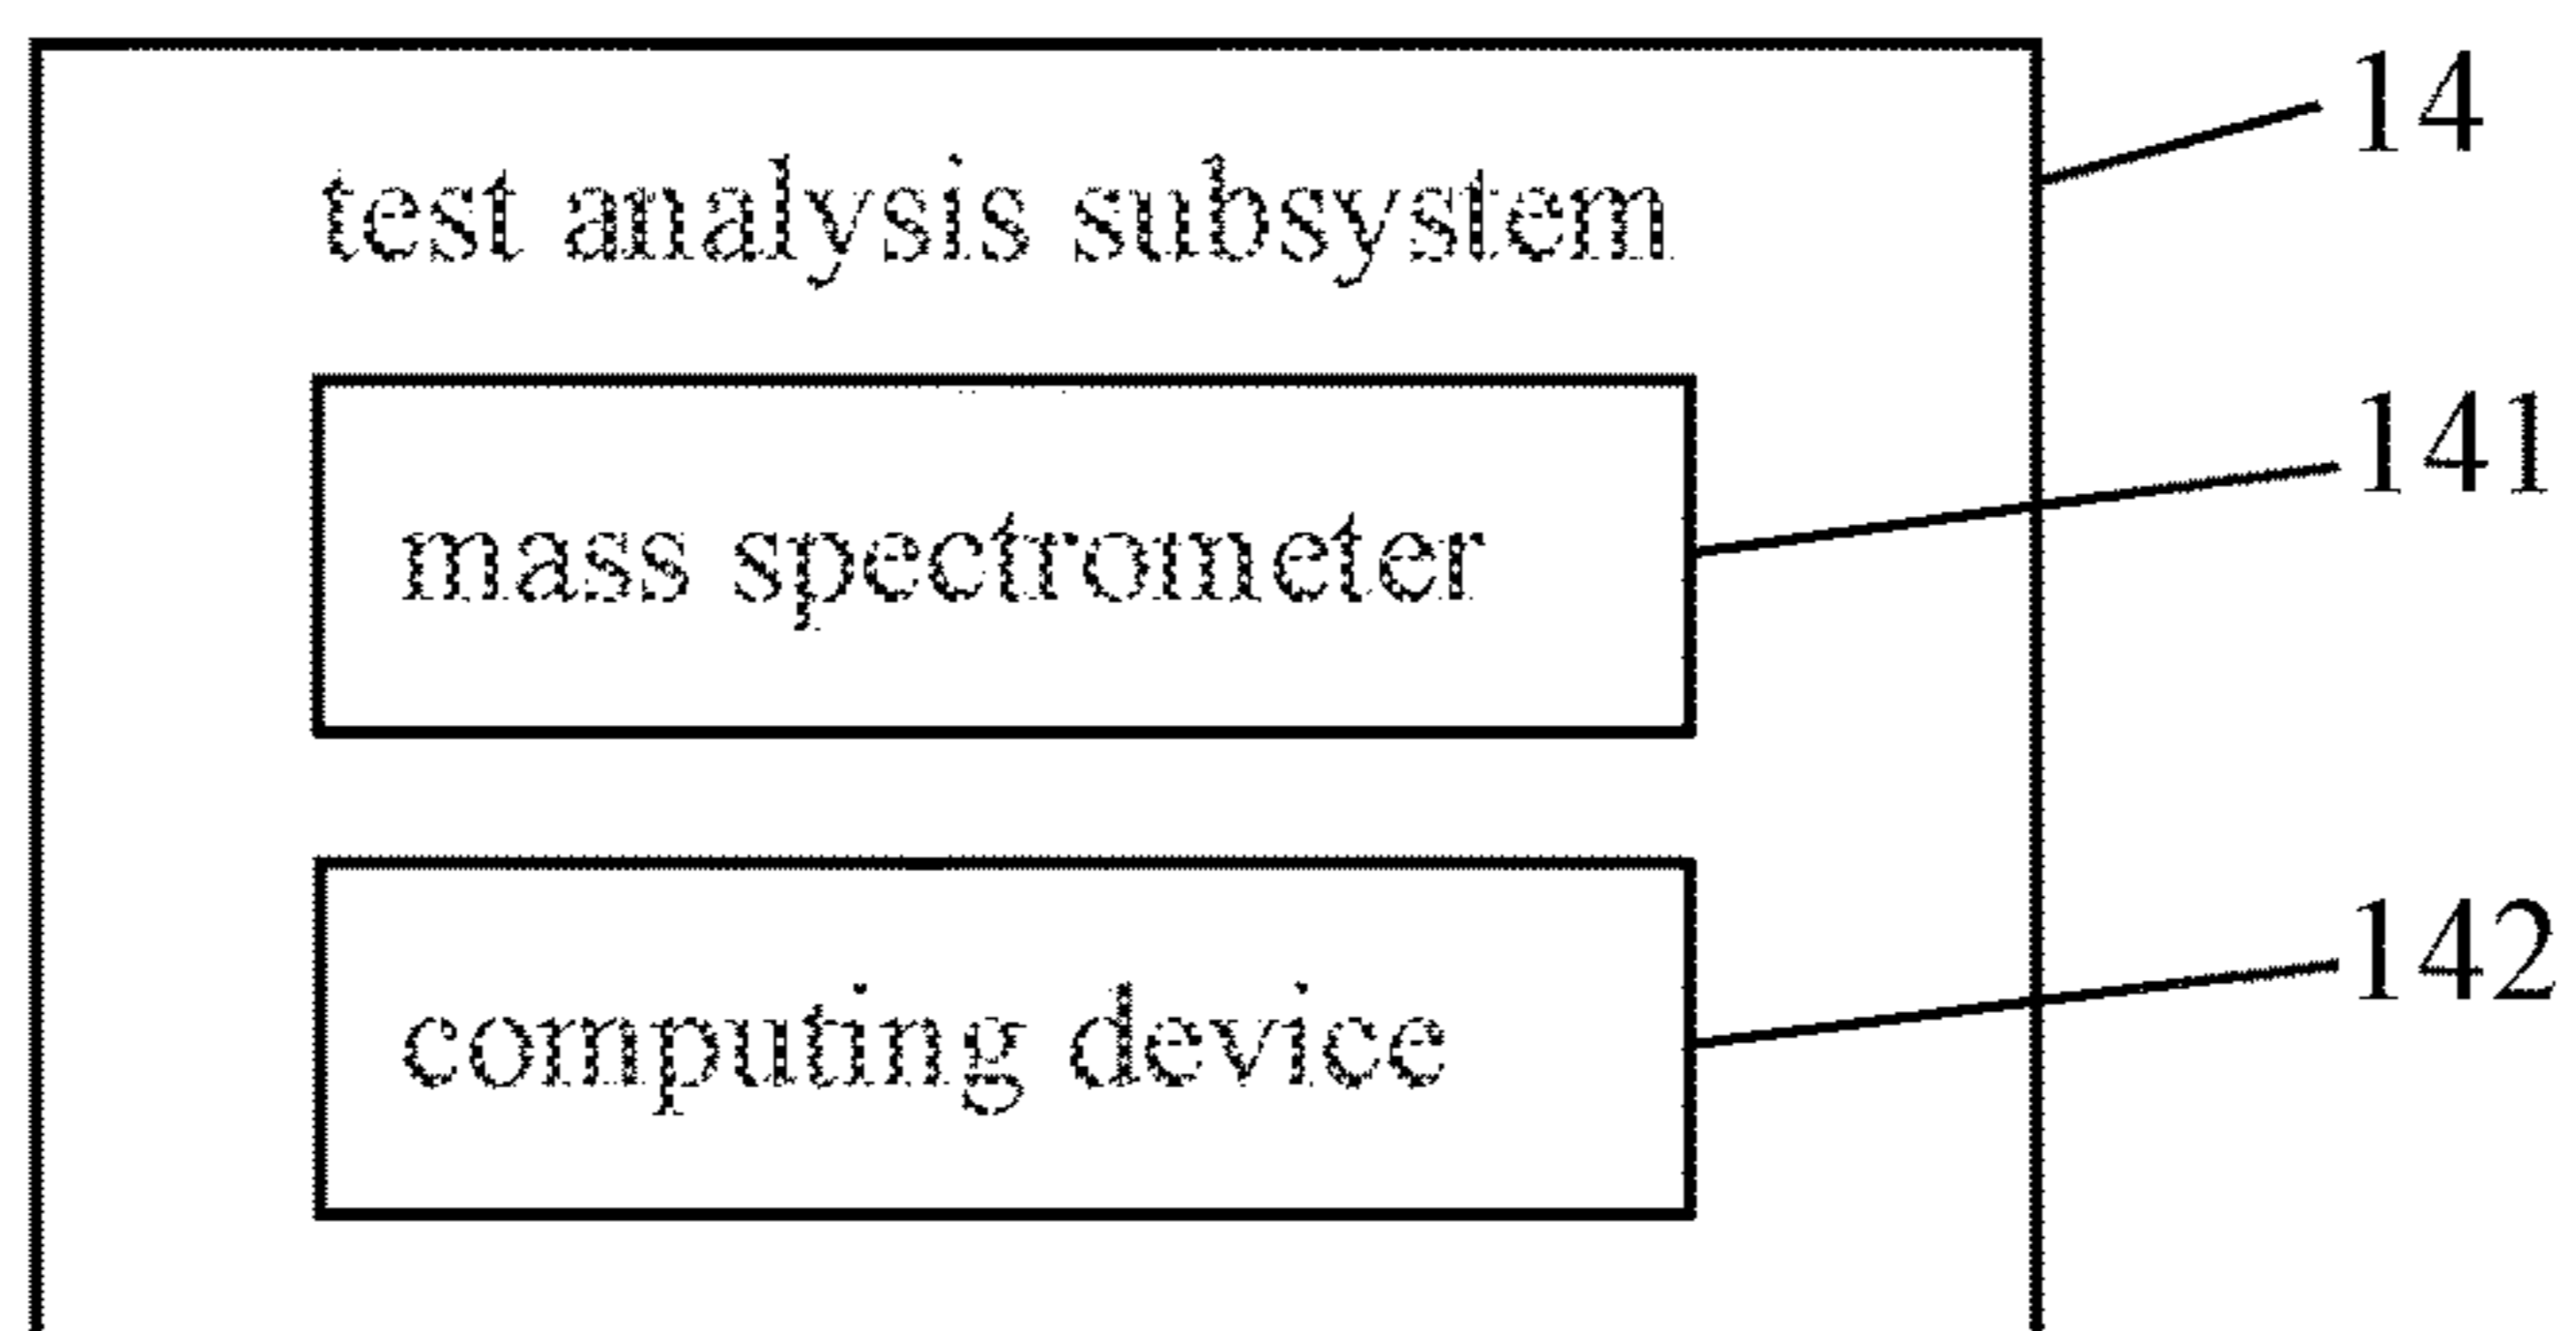 14
test analysis subsystem
141
mass spectrometer
142
computing device